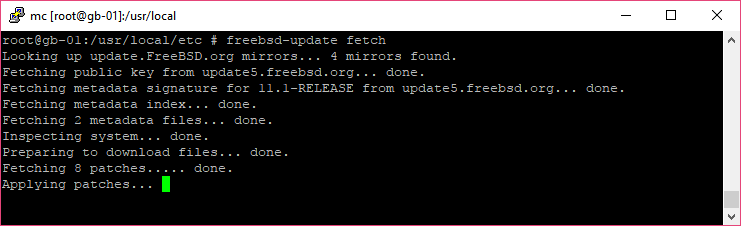 mc [root@gb-01]:/usr/local
root@gb-01:/usr/local/etc # freebsd-update fetch
Looking up update.FreeBSD.org mirrors... 4 mirrors found.
Fetching public key from update5.freebsd.org... done.
Fetching metadata signature for 11.1-RELEASE from update5.freebsd.org... done.
Fetching metadata index... done.
Fetching 2 metadata files... done.
Inspecting system... done.
Preparing to download files... done.
Fetching 8 patches..... done.
Applying patches...